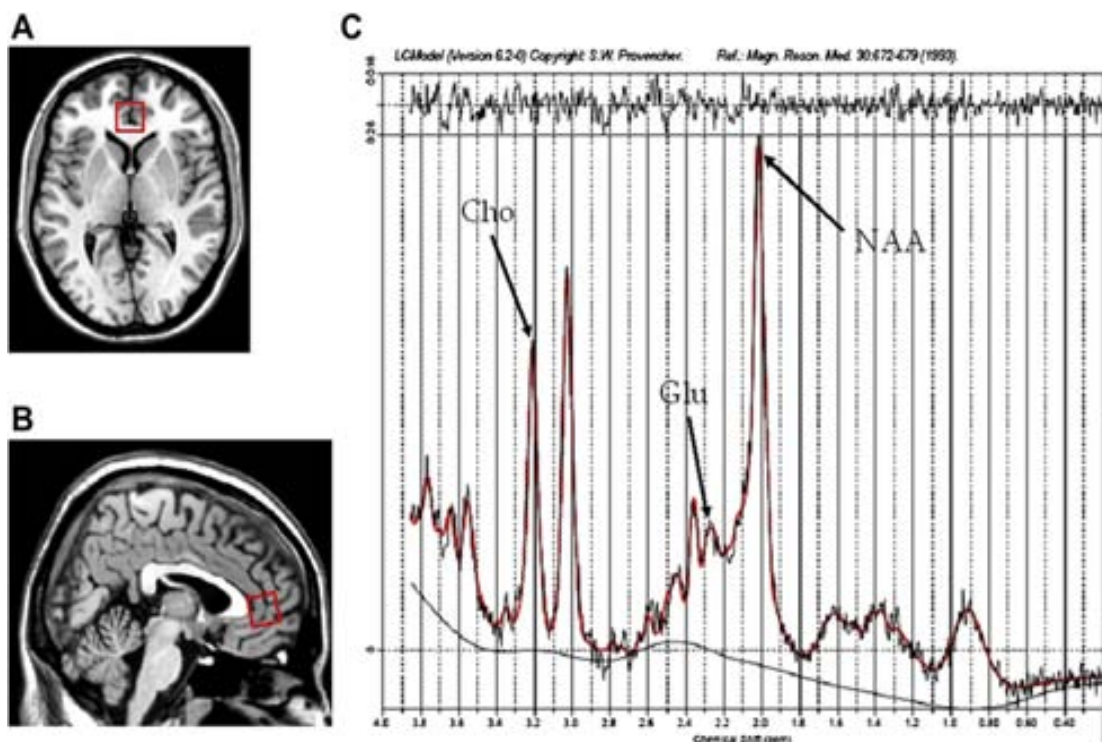 A
B
C
LCModel (Version 6.2-0) Copyright: S.W. Provencher. Ref.: Magn. Reson. Med. 30:672-679 (1993).
Cho
Glu
NAA
0
4.0 3.8 3.6 3.4 3.2 3.0 2.8 2.6 2.4 2.2 2.0 1.8 1.6 1.4 1.2 1.0 0.80 0.60 0.40
Chemical Shift (ppm)